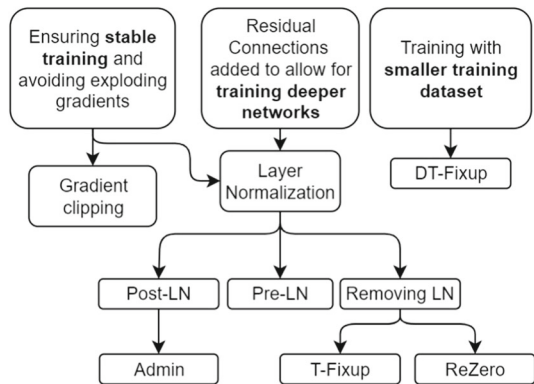 Ensuring stable
training and
avoiding exploding
gradients
Residual
Connections
added to allow for
training deeper
networks
Training with
smaller training
dataset
Gradient
clipping
Layer
Normalization
DT-Fixup
Post-LN
Pre-LN
Removing LN
Admin
T-Fixup
ReZero